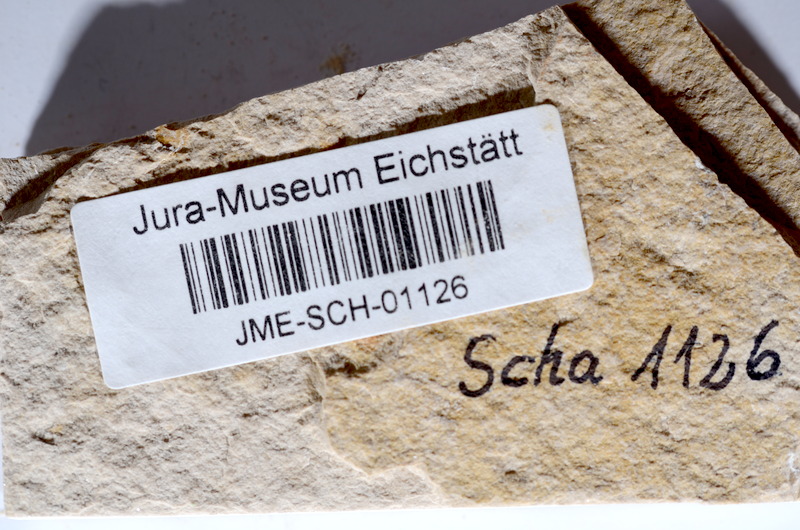 Jura-Museum Eichstätt
JME-SCH-01126
Scha 1126